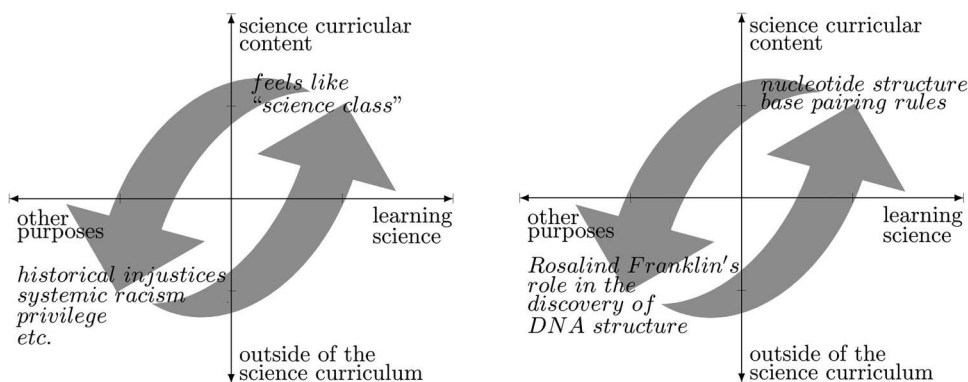 science curricular
content
feels like
“science class”
other
purposes
learning
science
historical injustices
systemic racism
privilege
etc.
outside of the
science curriculum
science curricular
content
nucleotide structure
base pairing rules
other
purposes
learning
science
Rosalind Franklin's
role in the
discovery of
DNA structure
outside of the
science curriculum